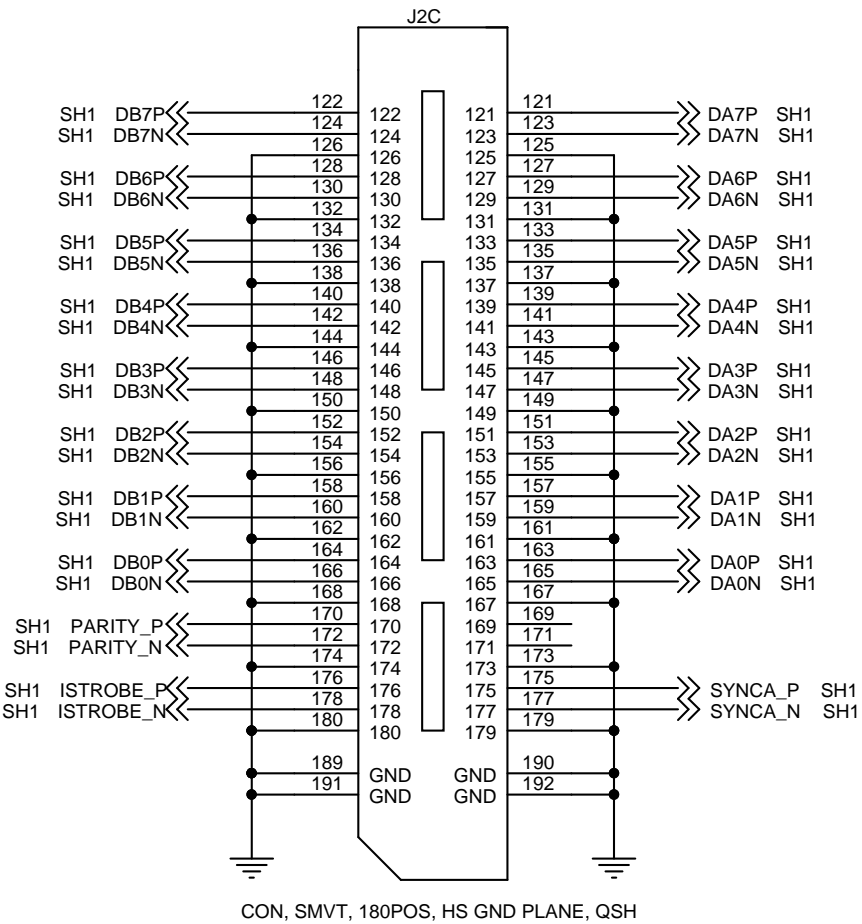 J2C
SH1 DB7P 122 122 121 121 DA7P SH1
SH1 DB7N 124 124 123 123 DA7N SH1
126 126 125 125
SH1 DB6P 128 128 127 127 DA6P SH1
SH1 DB6N 130 130 129 129 DA6N SH1
132 132 131 131
SH1 DB5P 134 134 133 133 DA5P SH1
SH1 DB5N 136 136 135 135 DA5N SH1
138 138 137 137
SH1 DB4P 140 140 139 139 DA4P SH1
SH1 DB4N 142 142 141 141 DA4N SH1
144 144 143 143
SH1 DB3P 146 146 145 145 DA3P SH1
SH1 DB3N 148 148 147 147 DA3N SH1
150 150 149 149
SH1 DB2P 152 152 151 151 DA2P SH1
SH1 DB2N 154 154 153 153 DA2N SH1
156 156 155 155
SH1 DB1P 158 158 157 157 DA1P SH1
SH1 DB1N 160 160 159 159 DA1N SH1
162 162 161 161
SH1 DB0P 164 164 163 163 DA0P SH1
SH1 DB0N 166 166 165 165 DA0N SH1
168 168 167 167
SH1 PARITY_P 170 170 169 169
SH1 PARITY_N 172 172 171 171
174 174 173 173
SH1 ISTROBE_P 176 176 175 175 SYNCA_P SH1
SH1 ISTROBE_N 178 178 177 177 SYNCA_N SH1
180 180 179 179
189 GND GND 190
191 GND GND 192
CON, SMVT, 180POS, HS GND PLANE, QSH